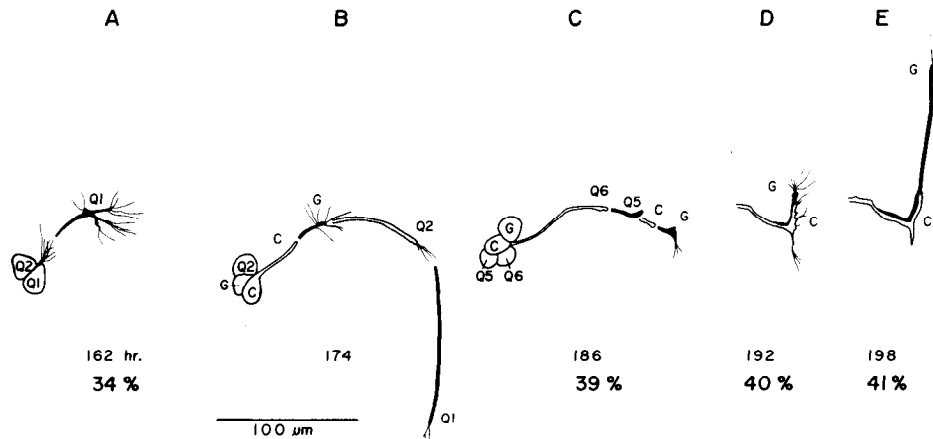 A B C D E
G
Q1
Q2
Q1
G
Q2
C
Q2
G
C
Q1
Q6
Q5
C
G
G
C
Q5
Q6
G
C
G
C
162 hr. 174 186 192 198
34 % 39 % 40 % 41 %
100 µm